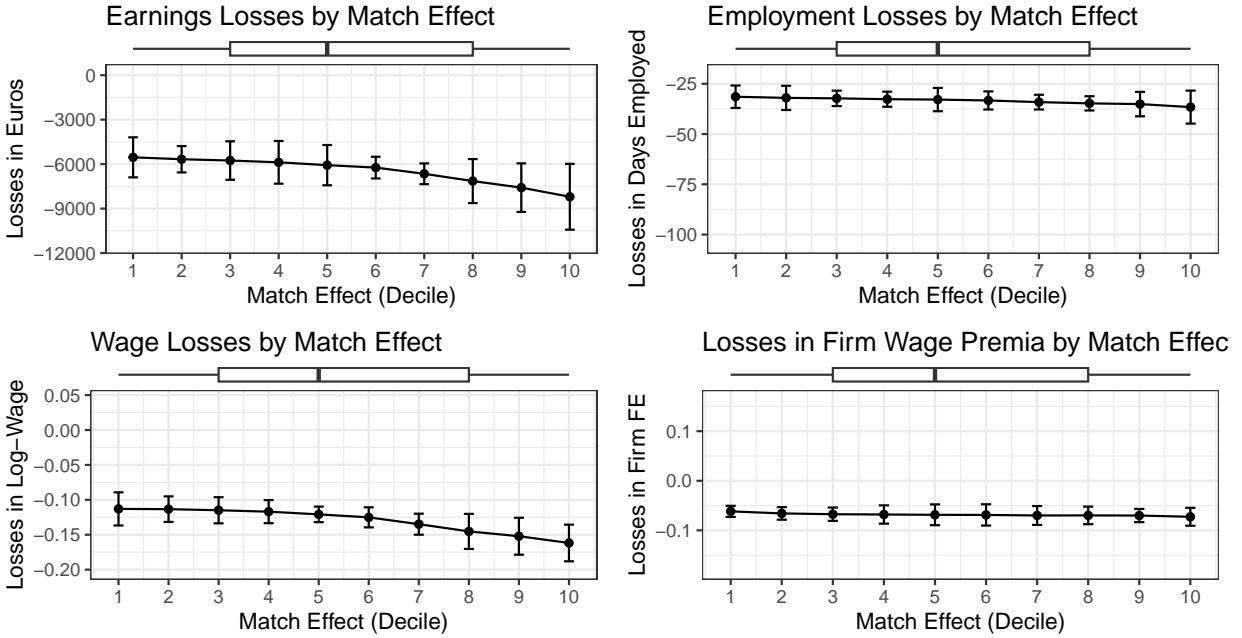 Earnings Losses by Match Effect
Losses in Euros
0
−3000
−6000
−9000
−12000
1 2 3 4 5 6 7 8 9 10
Match Effect (Decile)
Employment Losses by Match Effect
Losses in Days Employed
−25
−50
−75
−100
1 2 3 4 5 6 7 8 9 10
Match Effect (Decile)
Wage Losses by Match Effect
Losses in Log−Wage
0.05
0.00
−0.05
−0.10
−0.15
−0.20
1 2 3 4 5 6 7 8 9 10
Match Effect (Decile)
Losses in Firm Wage Premia by Match Effec
Losses in Firm FE
0.1
0.0
−0.1
1 2 3 4 5 6 7 8 9 10
Match Effect (Decile)